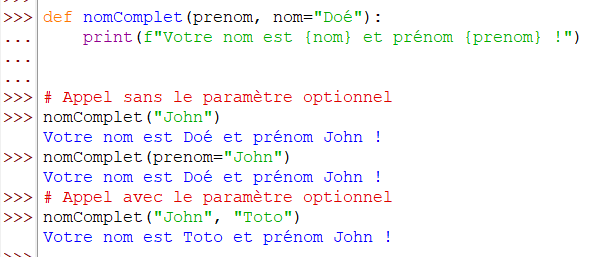 >>>
>>> def nomComplet(prenom, nom="Doé"):
...     print(f"Votre nom est {nom} et prénom {prenom} !")
...
...
>>> # Appel sans le paramètre optionnel
>>> nomComplet("John")
Votre nom est Doé et prénom John !
>>> nomComplet(prenom="John")
Votre nom est Doé et prénom John !
>>> # Appel avec le paramètre optionnel
>>> nomComplet("John", "Toto")
Votre nom est Toto et prénom John !
>>>